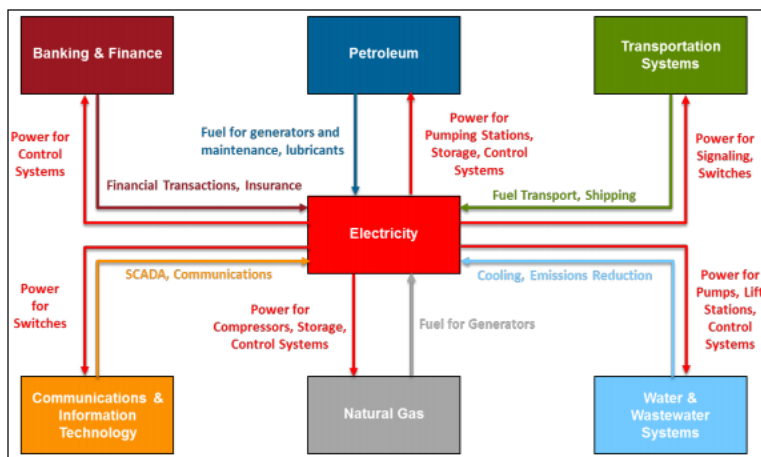 Banking & Finance
Petroleum
Transportation
Systems
Power for
Control
Systems
Fuel for generators and
maintenance, lubricants
Power for
Pumping Stations,
Storage, Control
Systems
Power for
Signaling,
Switches
Financial Transactions, Insurance
Fuel Transport, Shipping
Electricity
SCADA, Communications
Cooling, Emissions Reduction
Power
for
Switches
Power for
Compressors, Storage,
Control Systems
Fuel for Generators
Power for
Pumps, Lift
Stations,
Control
Systems
Communications &
Information
Technology
Natural Gas
Water &
Wastewater
Systems